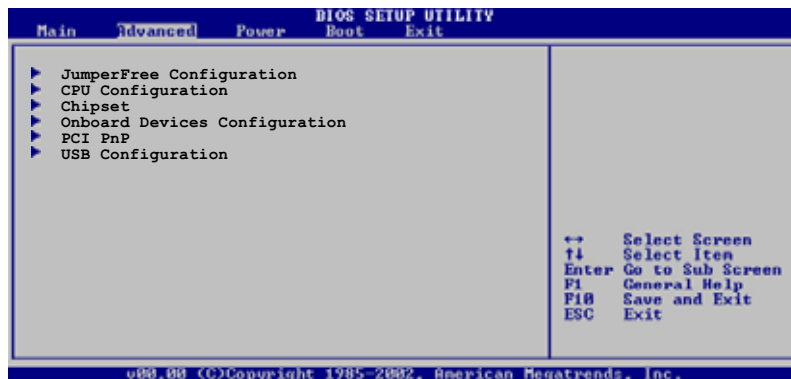 BIOS SETUP UTILITY
Main Advanced Power Boot Exit
JumperFree Configuration
CPU Configuration
Chipset
Onboard Devices Configuration
PCI PnP
USB Configuration
↔ Select Screen
↑↓ Select Item
Enter Go to Sub Screen
F1 General Help
F10 Save and Exit
ESC Exit
v00.00 (C)Copyright 1985-2002, American Megatrends, Inc.